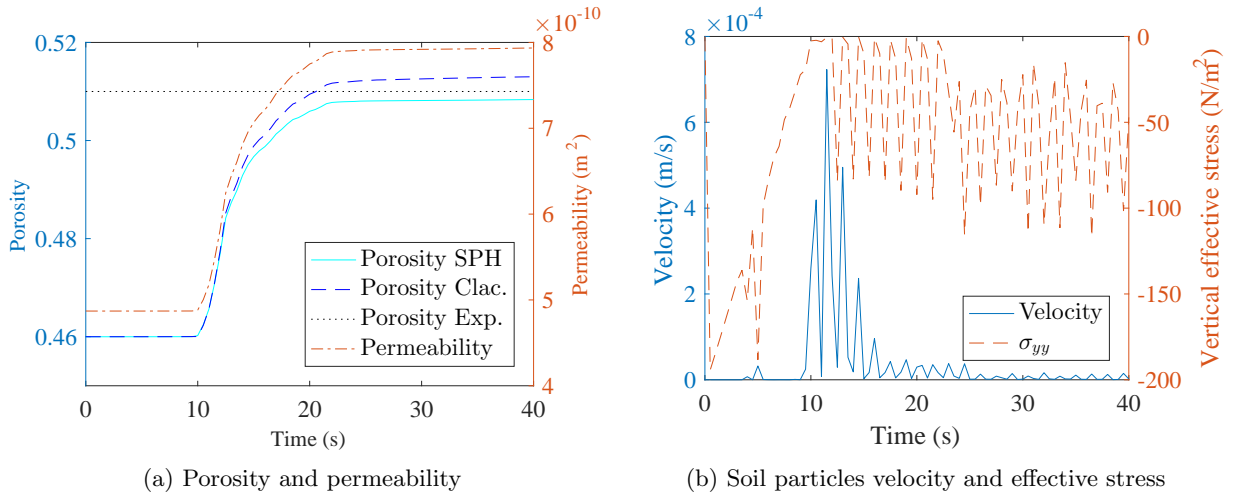 ×10^-10
0.52
0.5
0.48
0.46
Porosity
8
7
6
5
4
Permeability (m^2)
Porosity SPH
Porosity Clac.
Porosity Exp.
Permeability
0 10 20 30 40
Time (s)
(a) Porosity and permeability
×10^-4
8
6
4
2
0
Velocity (m/s)
0
-50
-100
-150
-200
Vertical effective stress (N/m^2)
Velocity
σ_yy
0 10 20 30 40
Time (s)
(b) Soil particles velocity and effective stress